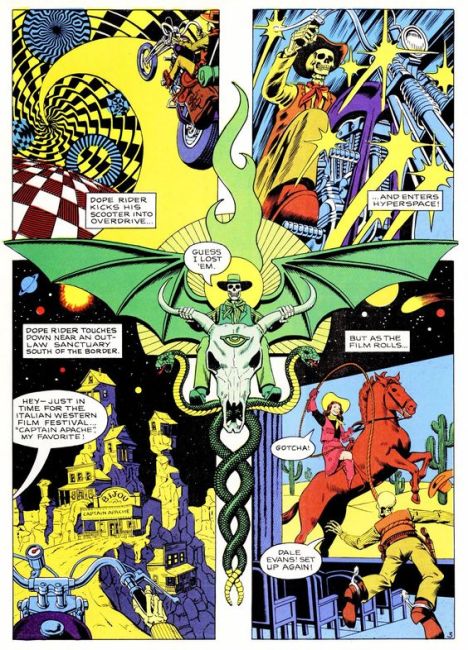 DOPE RIDER
KICKS HIS
SCOOTER INTO
OVERDRIVE...
...AND ENTERS
HYPERSPACE!
GUESS
I LOST
'EM.
DOPE RIDER TOUCHES
DOWN NEAR AN OUT-
LAW SANCTUARY
SOUTH OF THE BORDER.
HEY-JUST IN
TIME FOR THE
ITALIAN WESTERN
FILM FESTIVAL...
"CAPTAIN APACHE",
MY FAVORITE!
BIJOU
CAPTAIN APACHE
BUT AS THE
FILM ROLLS...
GOTCHA!
DALE
EVANS! SET
UP AGAIN!
3